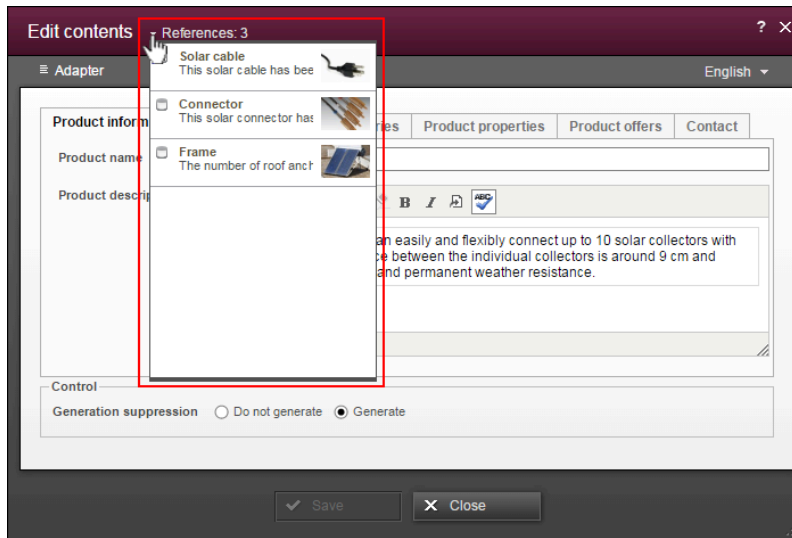 Edit contents References: 3 ? X
Adapter English
Solar cable
This solar cable has bee
Connector
This solar connector has
Frame
The number of roof anch
Product inform ries Product properties Product offers Contact
Product name
Product descrip B I ABC
an easily and flexibly connect up to 10 solar collectors with
ce between the individual collectors is around 9 cm and
and permanent weather resistance.
Control
Generation suppression Do not generate Generate
Save X Close